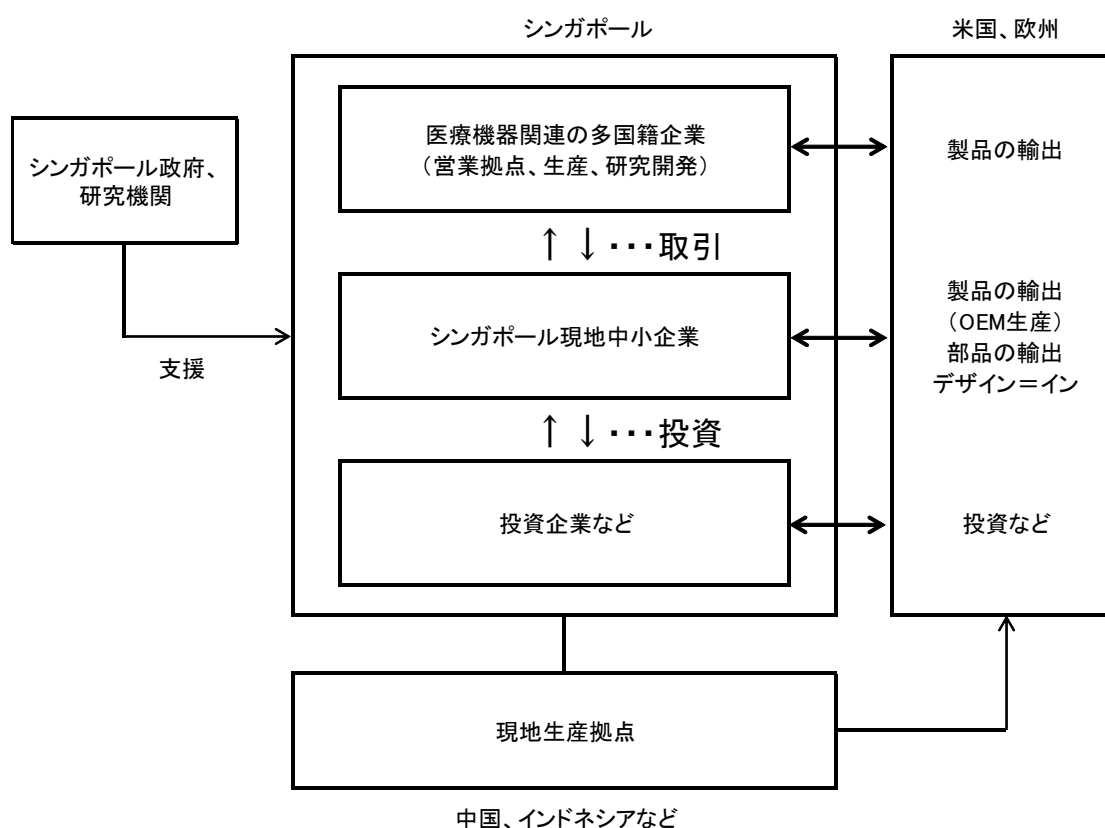 シンガポール
米国、欧州
シンガポール政府、
研究機関
支援
医療機器関連の多国籍企業
（営業拠点、生産、研究開発）
↑ ↓・・・取引
シンガポール現地中小企業
↑ ↓・・・投資
投資企業など
製品の輸出
製品の輸出
（OEM生産）
部品の輸出
デザイン＝イン
投資など
現地生産拠点
中国、インドネシアなど